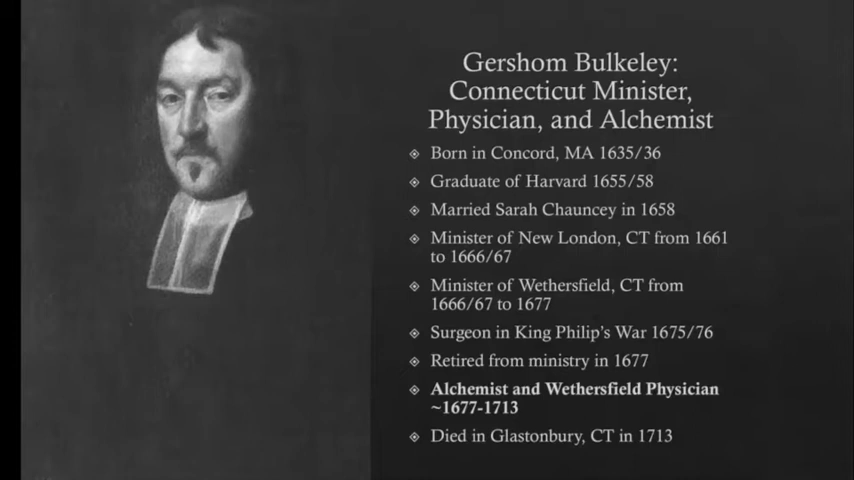 Gershom Bulkeley:
Connecticut Minister,
Physician, and Alchemist
Born in Concord, MA 1635/36
Graduate of Harvard 1655/58
Married Sarah Chauncey in 1658
Minister of New London, CT from 1661
to 1666/67
Minister of Wethersfield, CT from
1666/67 to 1677
Surgeon in King Philip's War 1675/76
Retired from ministry in 1677
Alchemist and Wethersfield Physician
~1677-1713
Died in Glastonbury, CT in 1713